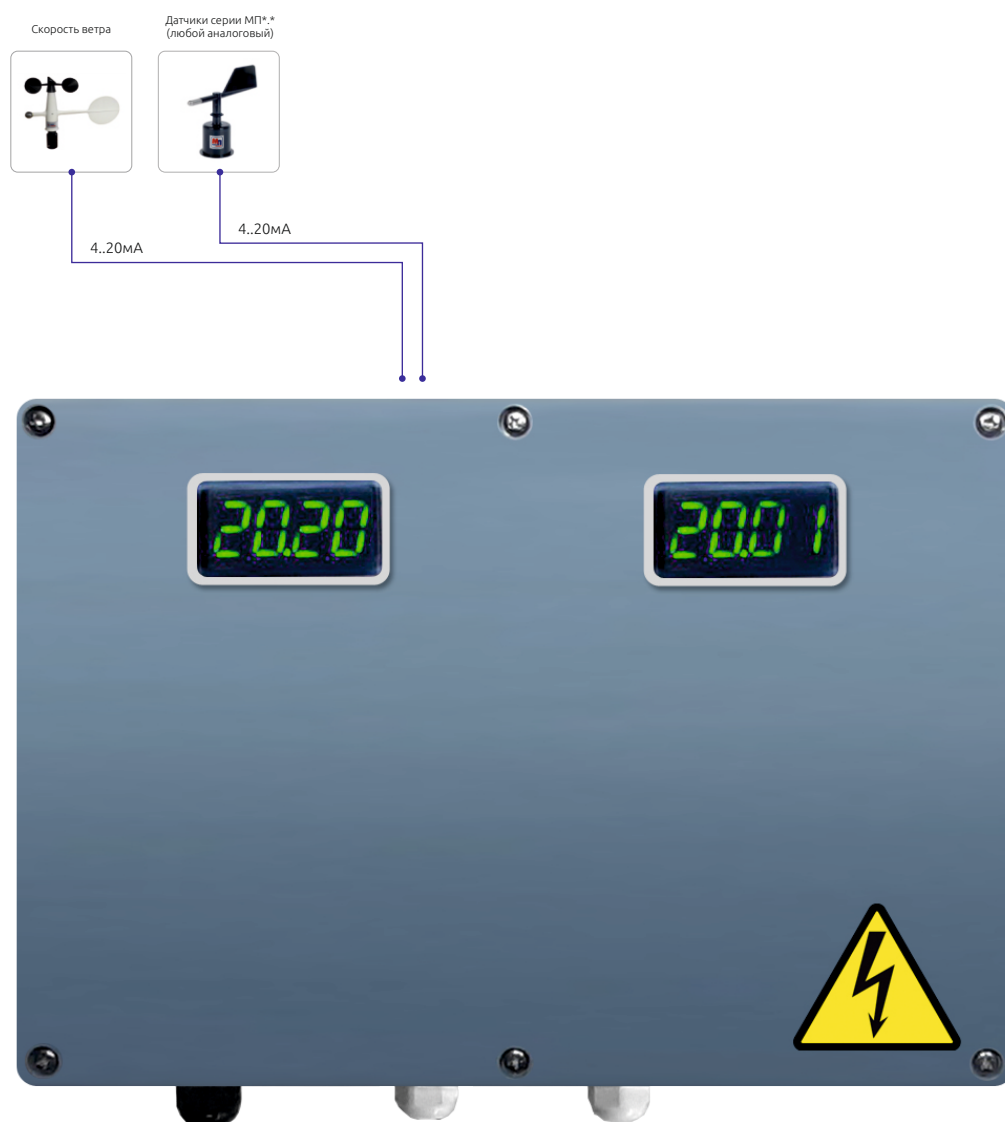 Скорость ветра
Датчики серии МП*.*
(любой аналоговый)
4..20мА
4..20мА
20.20
20.01